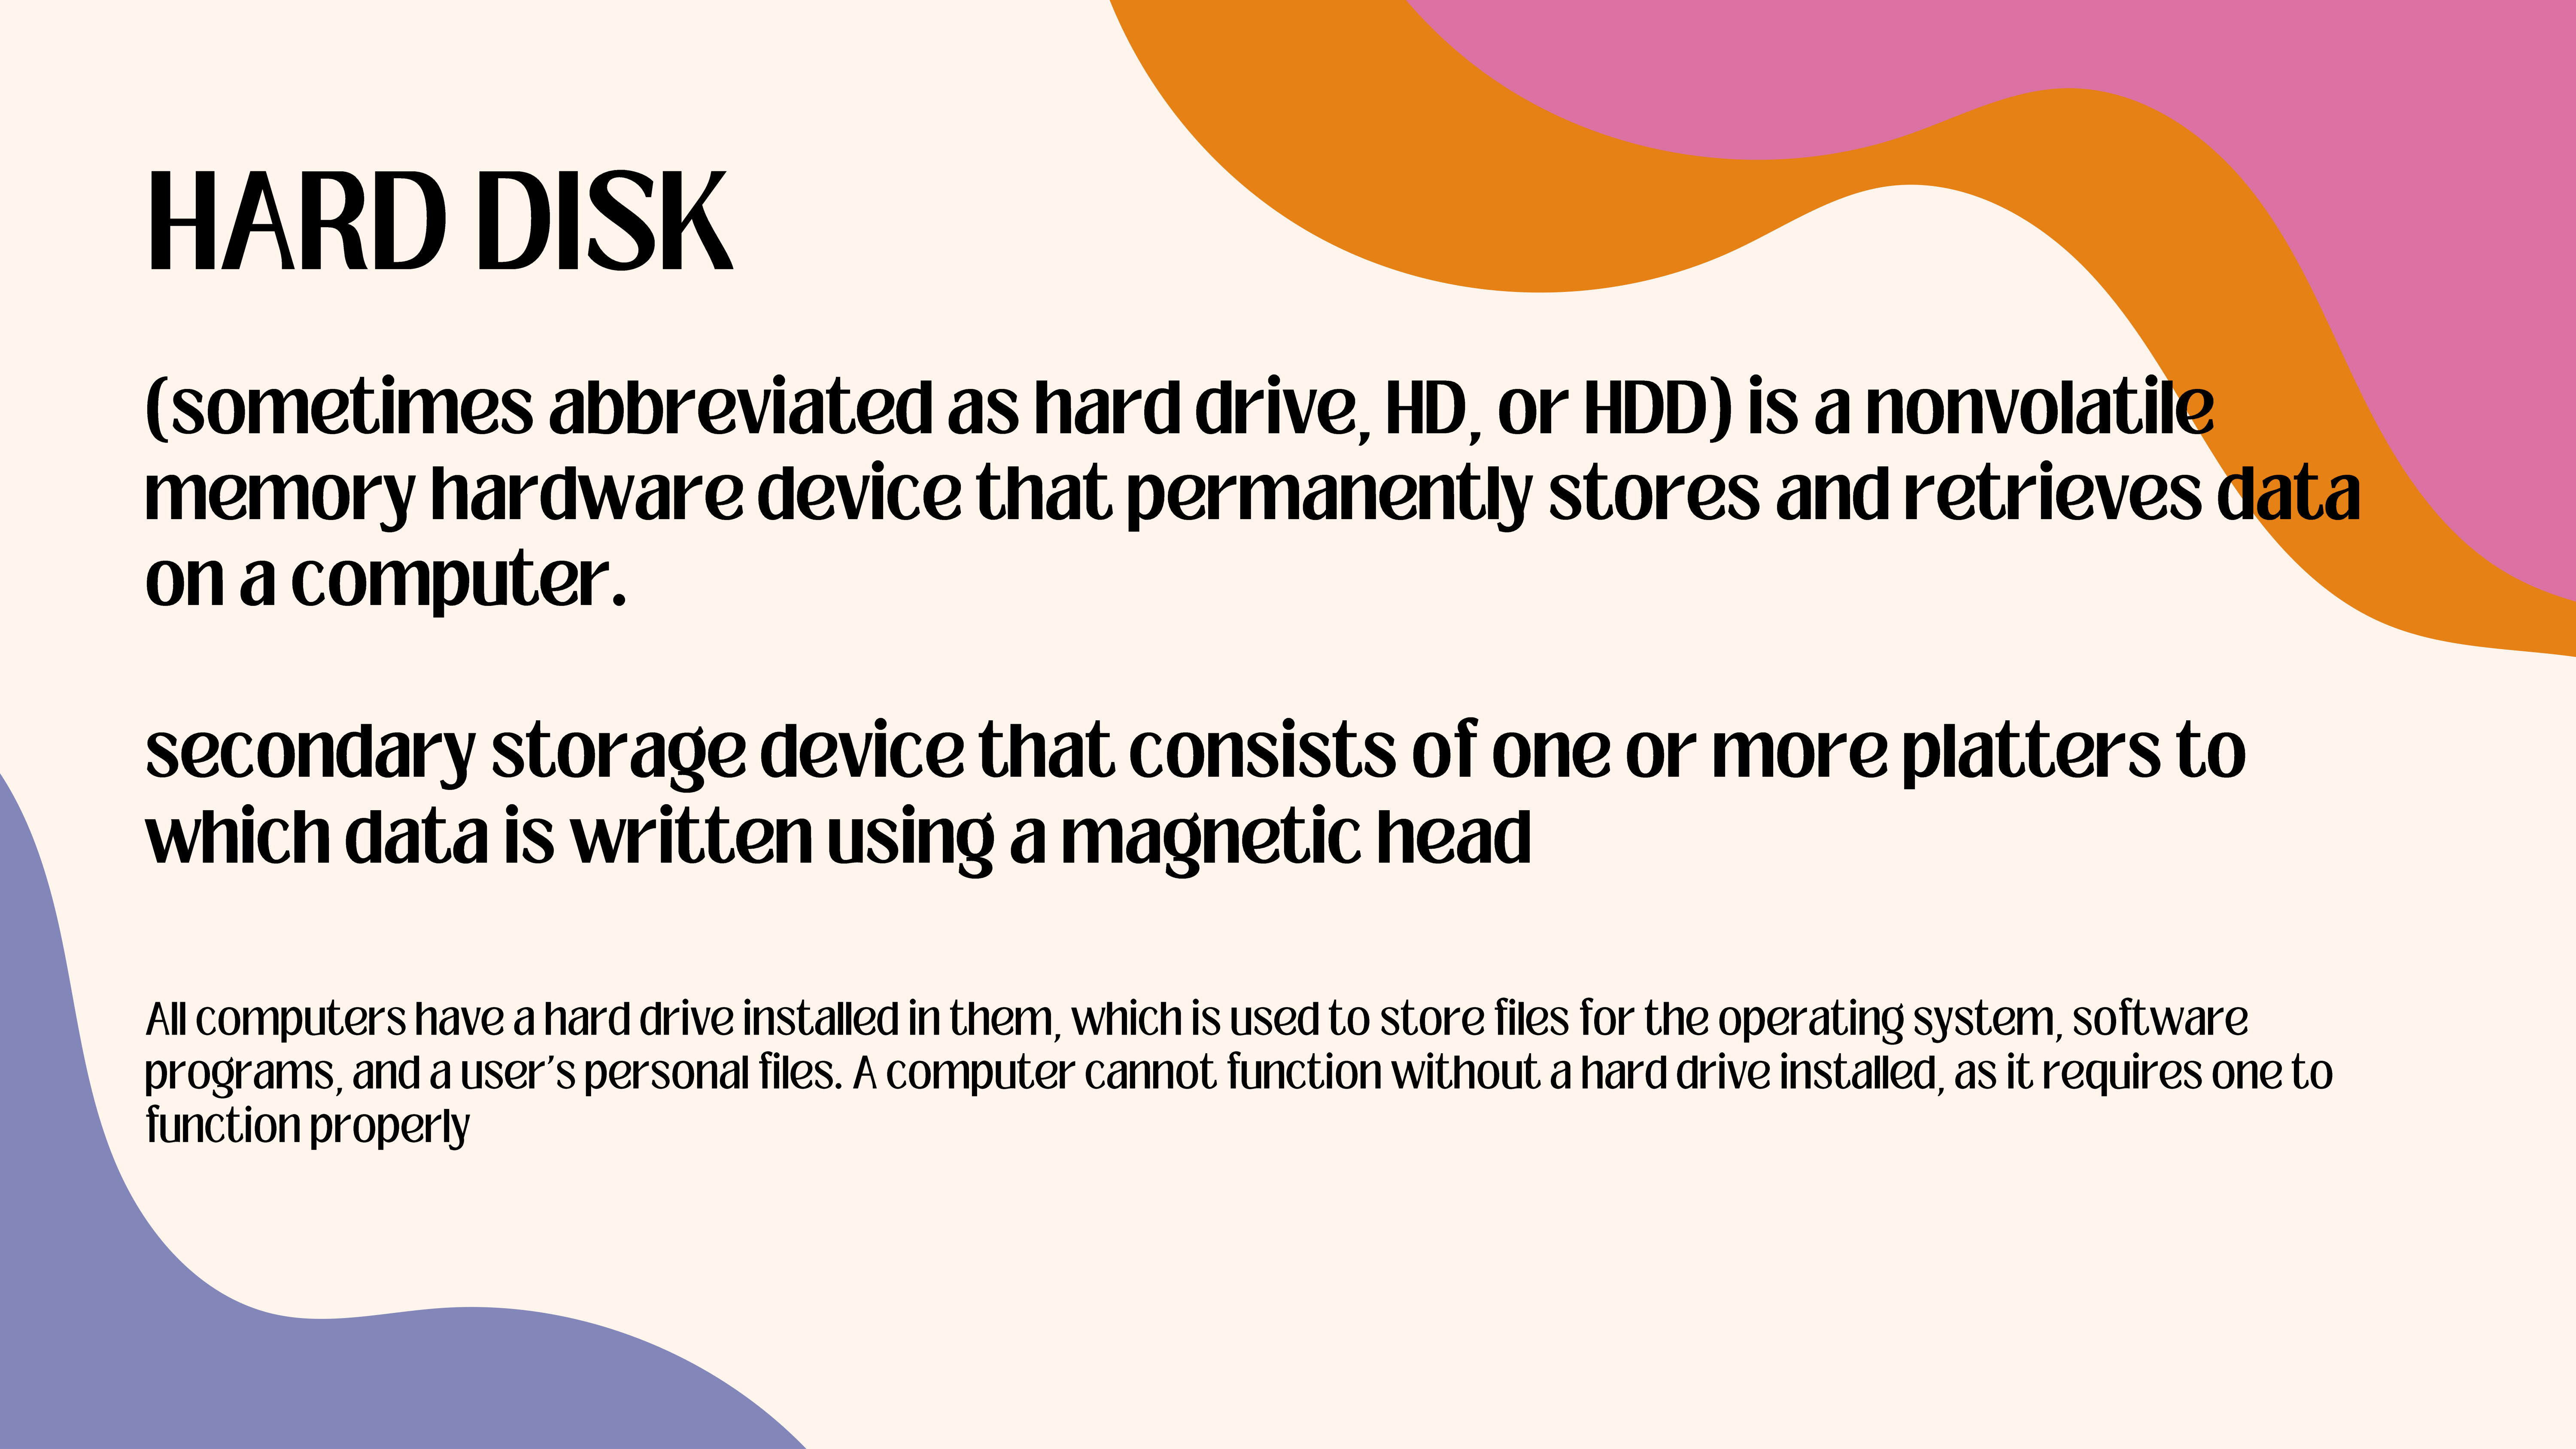 HARD DISK
(sometimes abbreviated as hard drive, HD, or HDD) is a nonvolatile
memory hardware device that permanently stores and retrieves data
on a computer.
secondary storage device that consists of one or more platters to
which data is written using a magnetic head
All computers have a hard drive installed in them, which is used to store files for the operating system, software
programs, and a user's personal files. A computer cannot function without a hard drive installed, as it requires one to
function properly